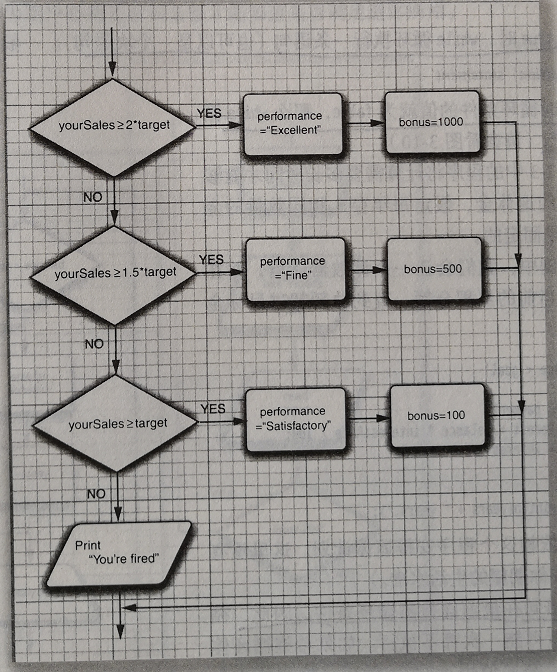 yourSales ≥ 2*target
YES
performance
="Excellent"
bonus=1000
NO
yourSales ≥ 1.5*target
YES
performance
="Fine"
bonus=500
NO
yourSales ≥ target
YES
performance
="Satisfactory"
bonus=100
NO
Print
"You're fired"